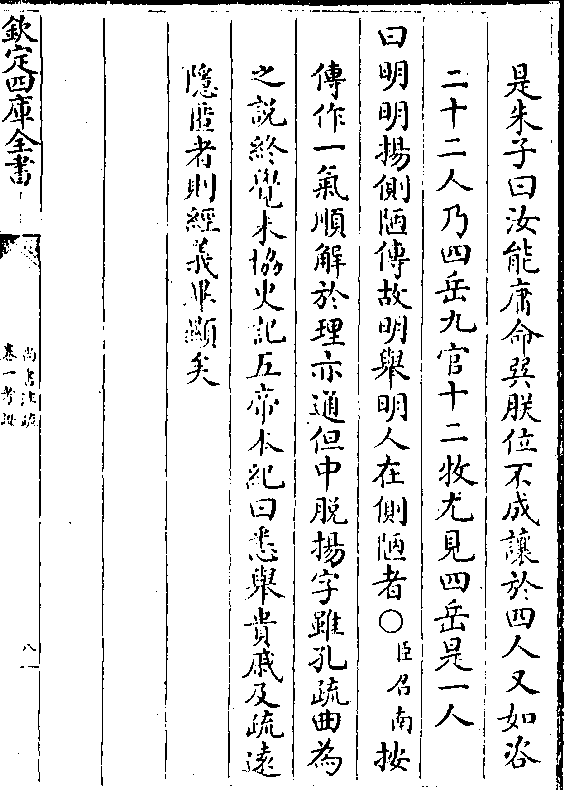 是朱子曰汝能庸命巽朕位不成讓於四人又如咨
二十二人乃四岳九官十二牧尤見四岳是一人
曰明明揚側陋傳故明舉明人在側陋者○臣召南按
傳作一氣順解於理亦通但中脫揚字雖孔疏曲為
之說終覺未協史記五帝本紀曰悉舉貴戚及疏遠
隱匿者則經義畢顯矣
欽定四庫全書
尚書注疏
卷一考證
八